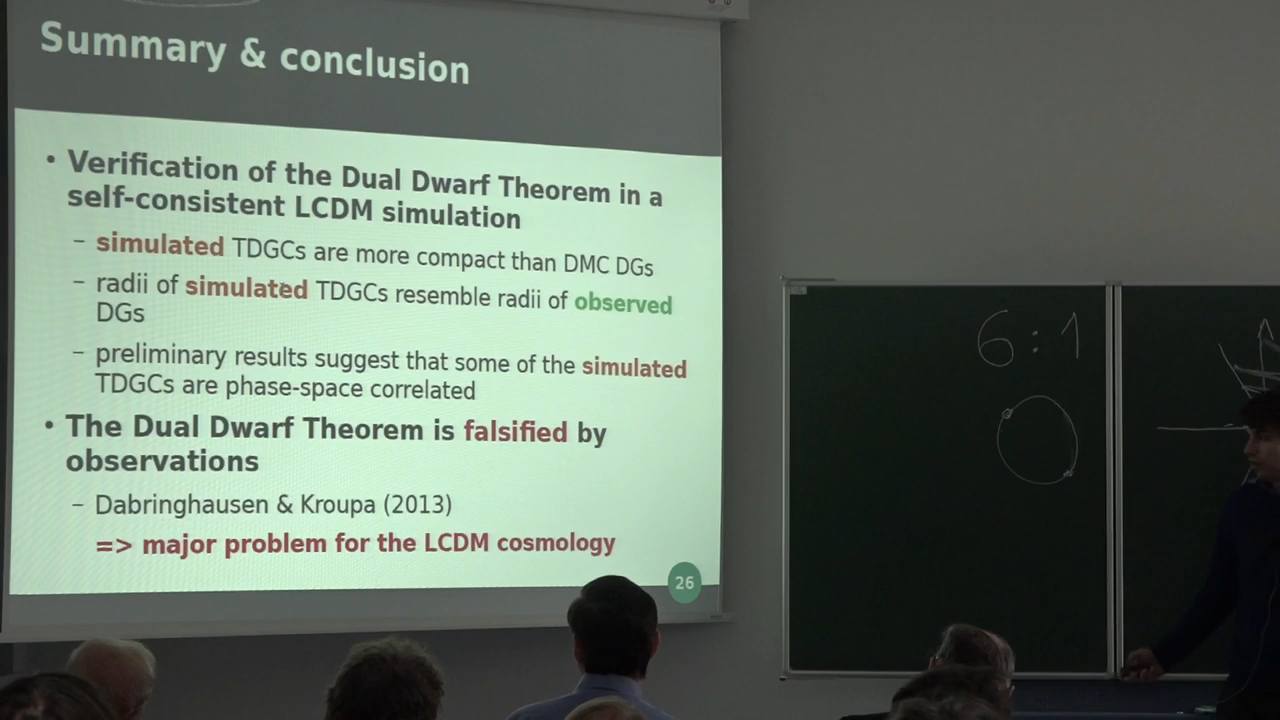 Summary & conclusion
• Verification of the Dual Dwarf Theorem in a
self-consistent LCDM simulation
– simulated TDGCs are more compact than DMC DGs
– radii of simulated TDGCs resemble radii of observed
DGs
– preliminary results suggest that some of the simulated
TDGCs are phase-space correlated
• The Dual Dwarf Theorem is falsified by
observations
– Dabringhausen & Kroupa (2013)
=> major problem for the LCDM cosmology
26
6:1